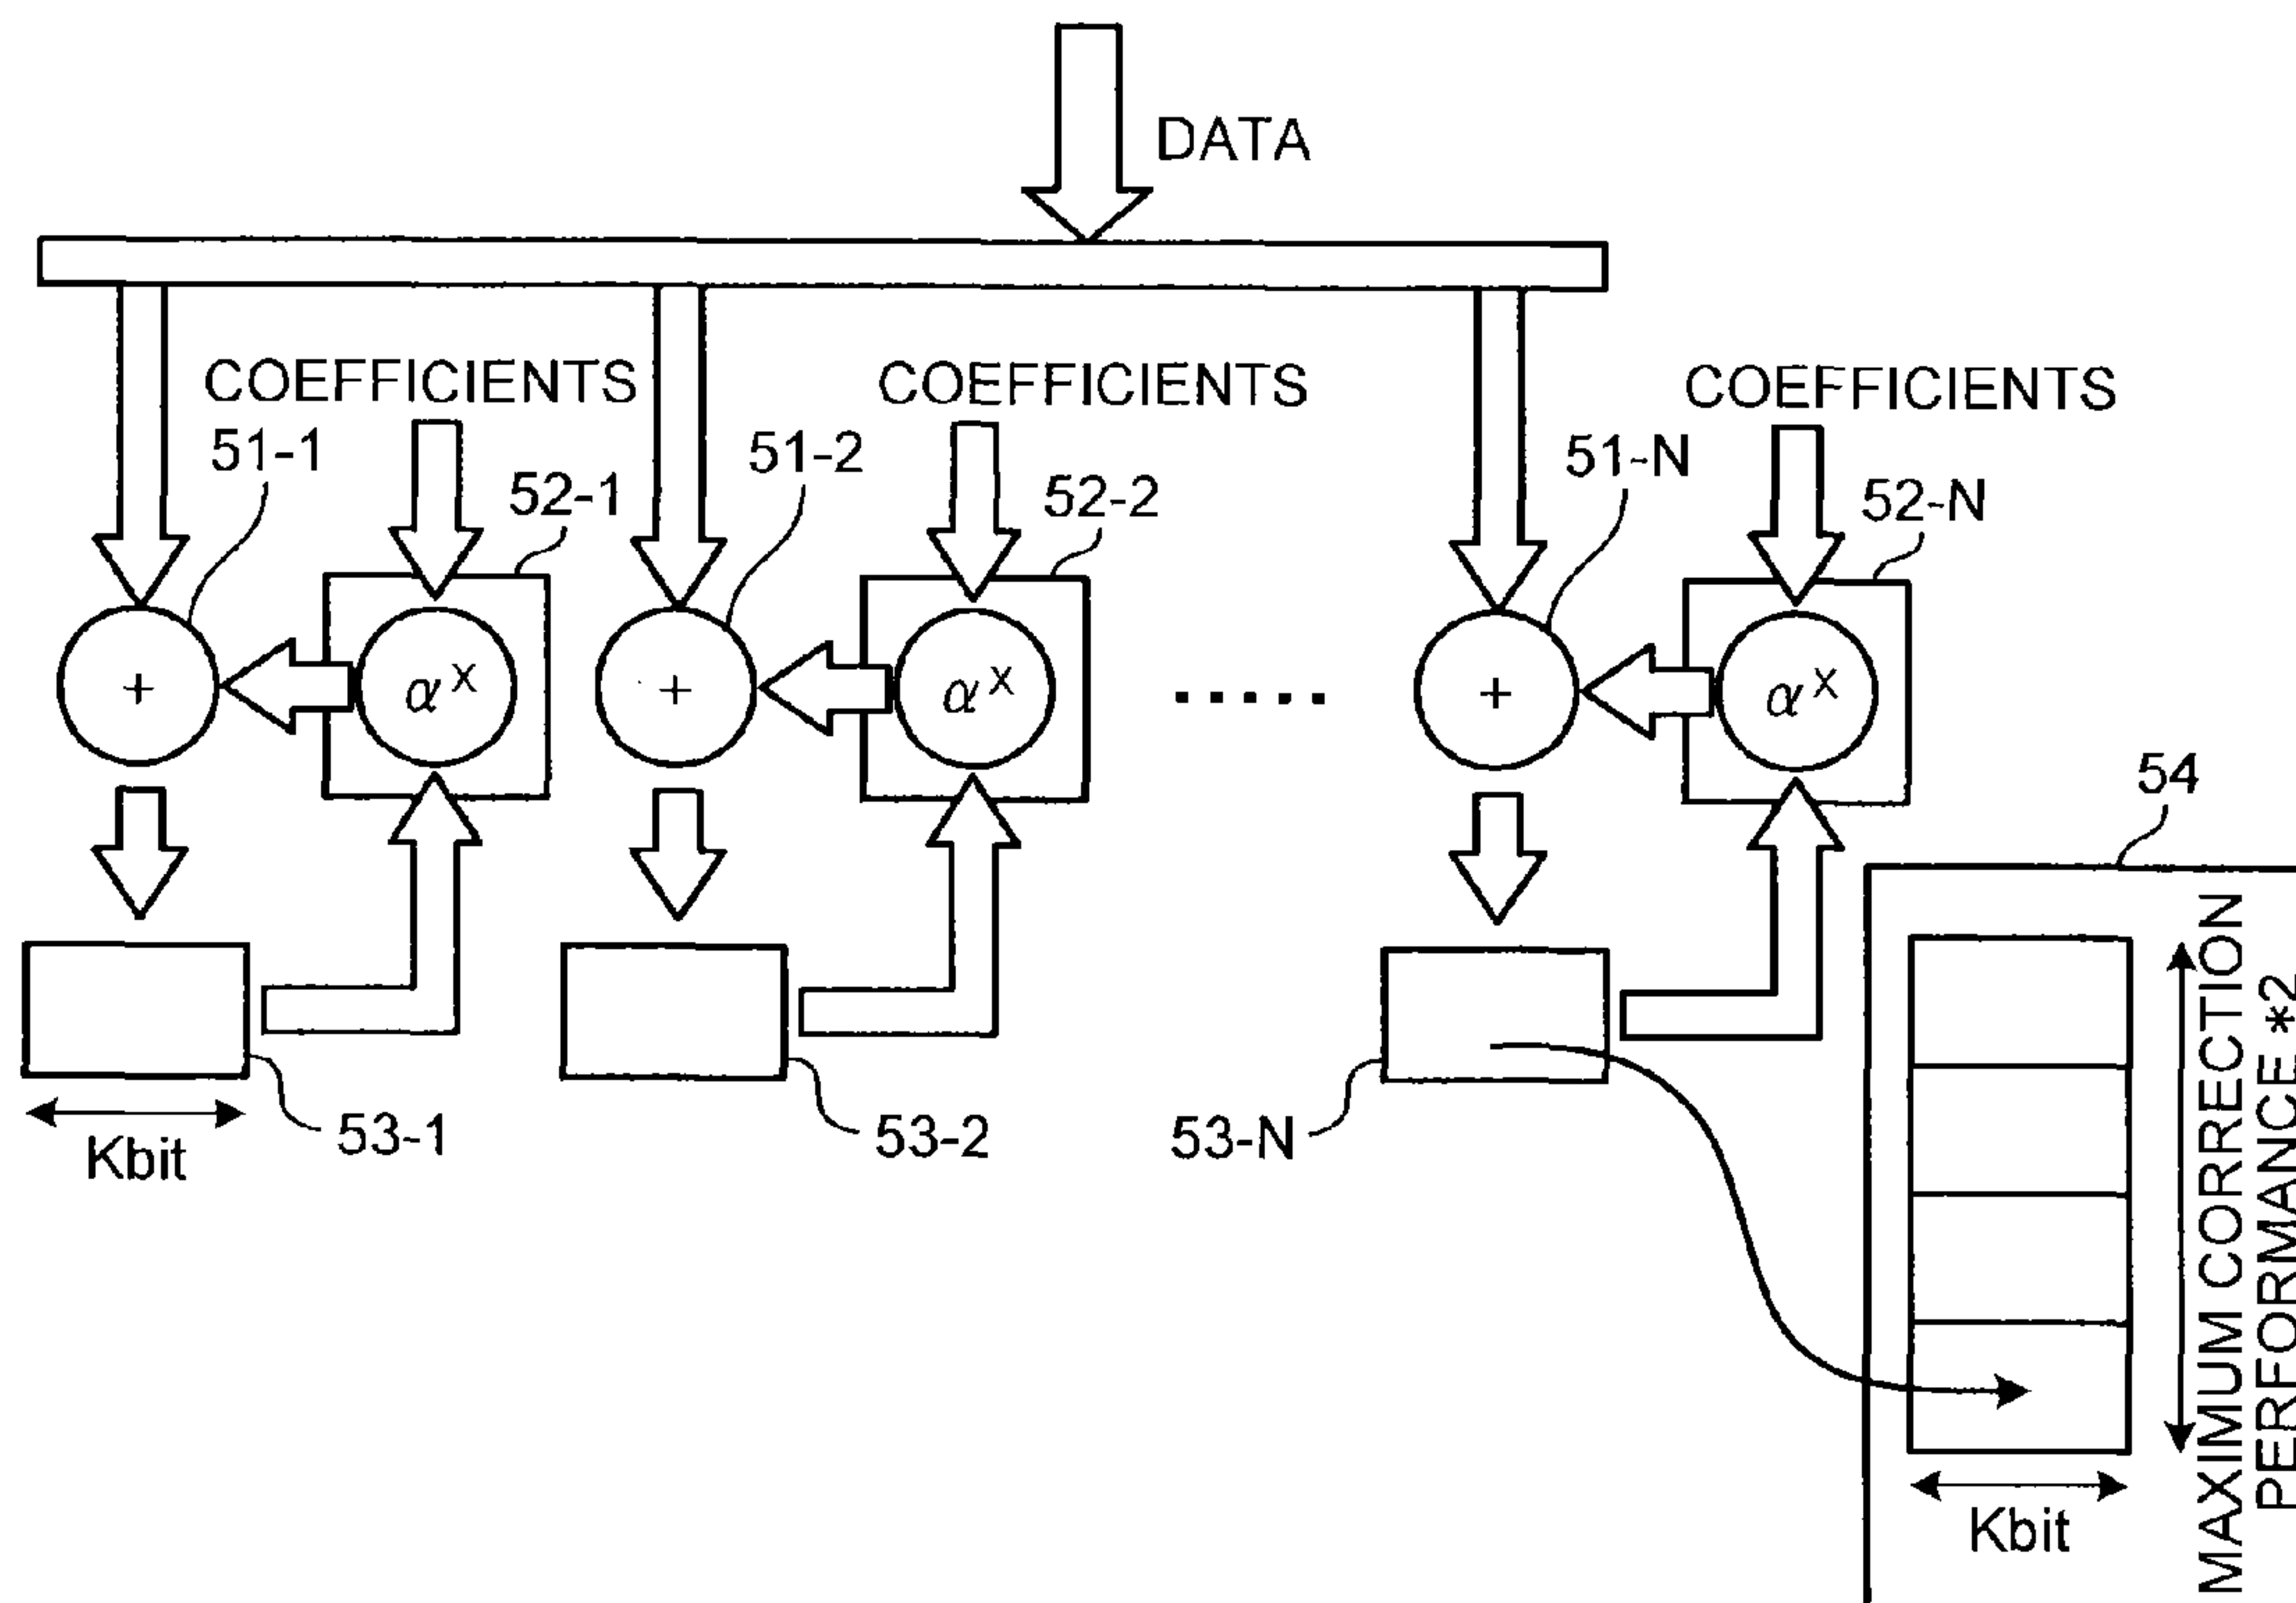 DATA
COEFFICIENTS
COEFFICIENTS
COEFFICIENTS
51-1
51-2
51-N
52-1
52-2
52-N
+
α^X
+
α^X
.....
+
α^X
54
53-1
53-2
53-N
Kbit
Kbit
MAXIMUM CORRECTION
PERFORMANCE *2